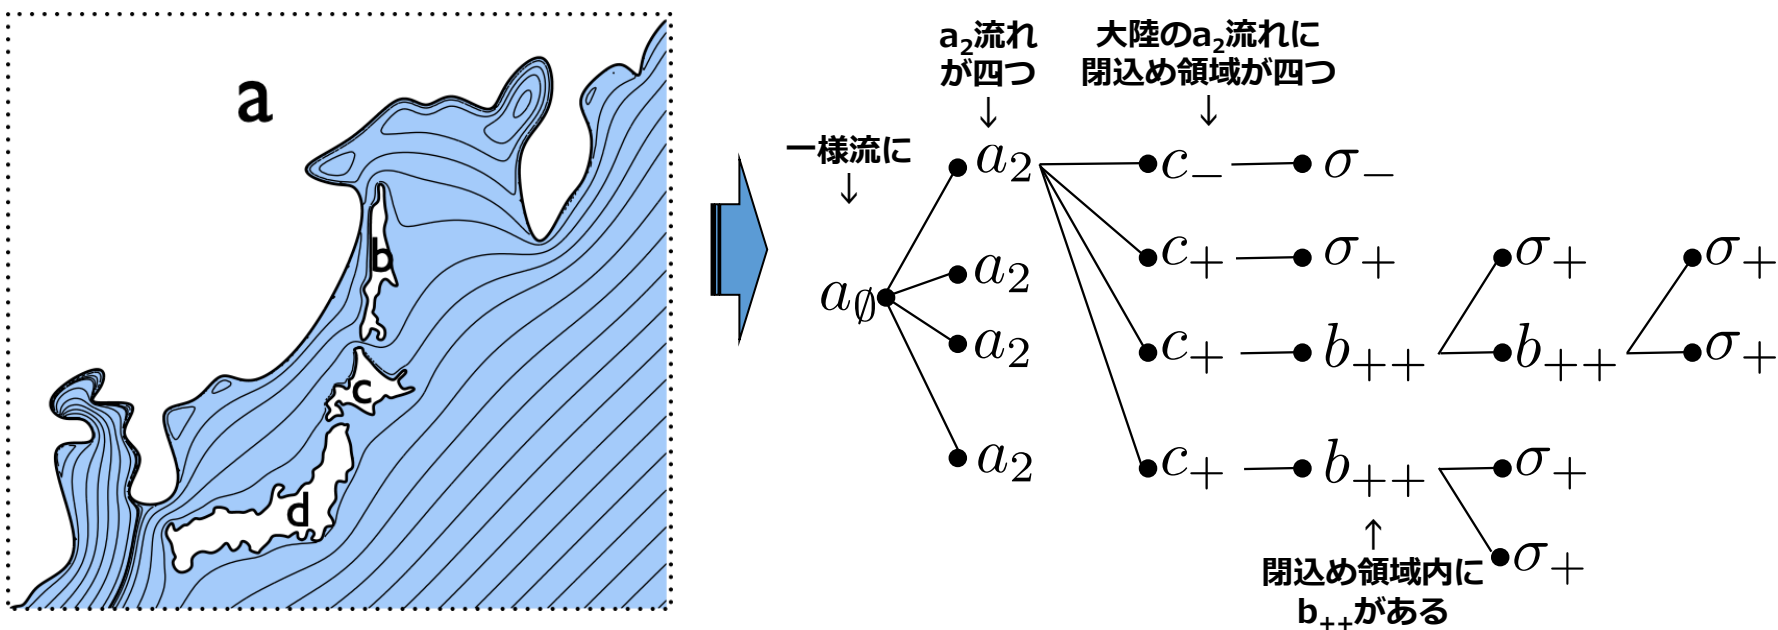 a
b
c
d
a₂流れ
が四つ
大陸のa₂流れに
閉込め領域が四つ
↓
↓
一様流に
↓
a₂
c₋
σ₋
c₊
σ₊
σ₊
σ₊
a₂
a∅
a₂
c₊
b₊₊
b₊₊
σ₊
a₂
c₊
b₊₊
σ₊
↑
σ₊
閉込め領域内に
b₊₊がある